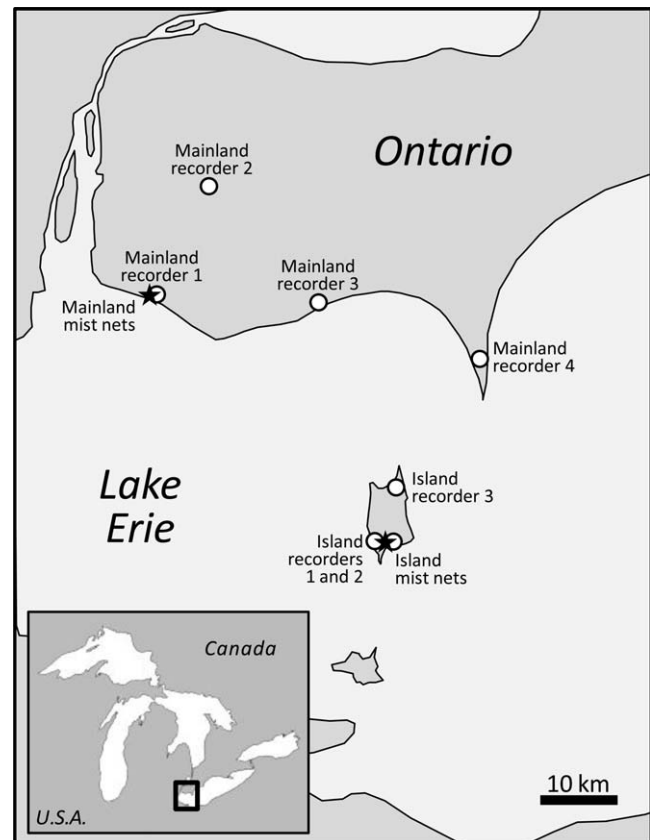 Ontario
Mainland
recorder 2
Mainland
recorder 1
Mainland
recorder 3
Mainland
mist nets
Mainland
recorder 4
Lake
Erie
Island
recorder 3
Island
recorders
1 and 2
Island
mist nets
Canada
U.S.A.
10 km